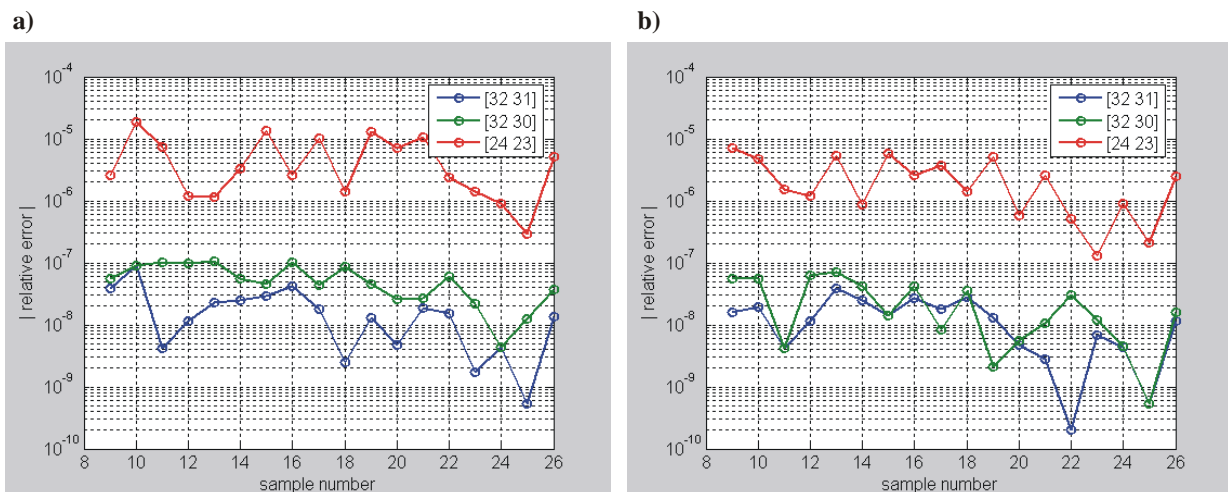 a)
10^-4
10^-5
10^-6
10^-7
10^-8
10^-9
10^-10
| relative error |
[32 31]
[32 30]
[24 23]
8 10 12 14 16 18 20 22 24 26
sample number
b)
10^-4
10^-5
10^-6
10^-7
10^-8
10^-9
10^-10
| relative error |
[32 31]
[32 30]
[24 23]
8 10 12 14 16 18 20 22 24 26
sample number